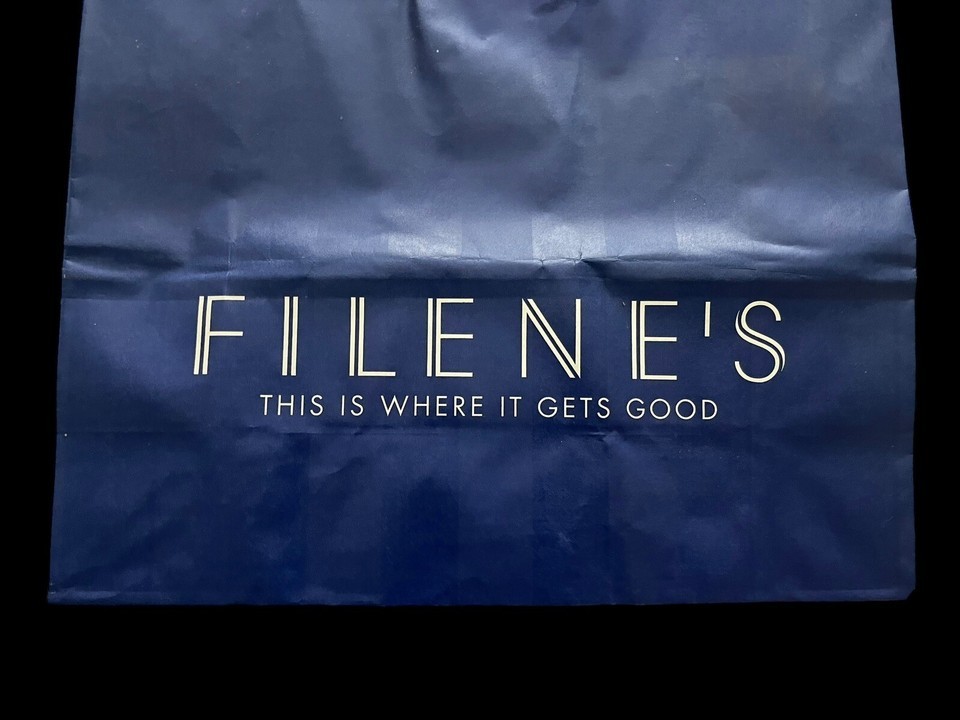 FILENE'S
THIS IS WHERE IT GETS GOOD